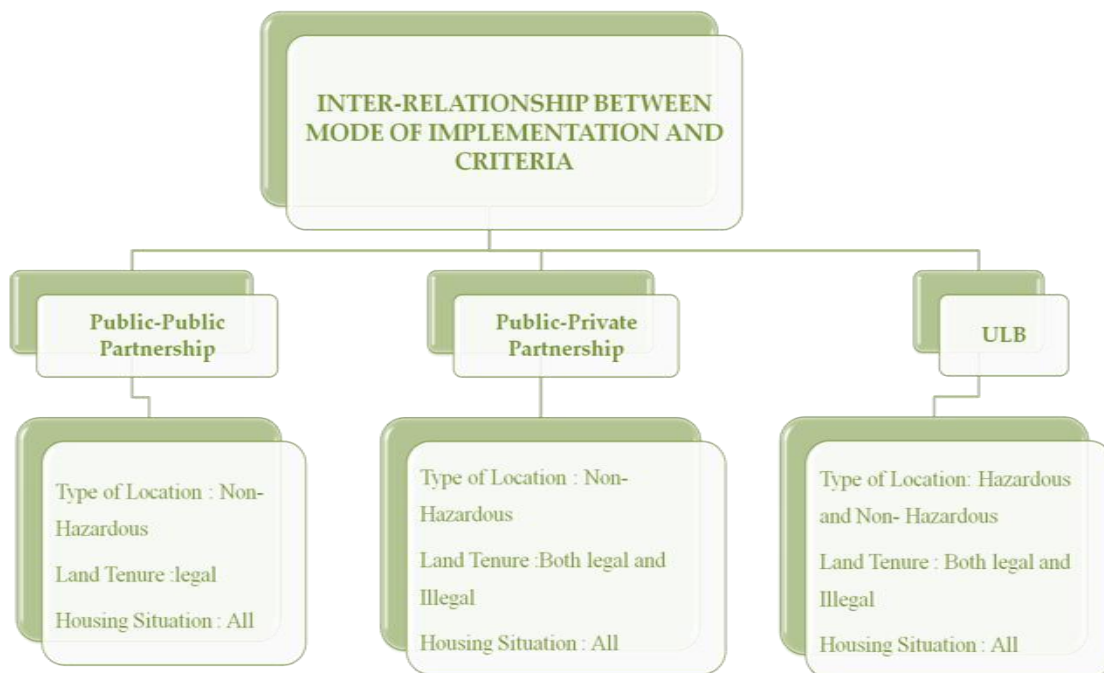 INTER-RELATIONSHIP BETWEEN
MODE OF IMPLEMENTATION AND
CRITERIA
Public-Public
Partnership
Public-Private
Partnership
ULB
Type of Location : Non-
Hazardous
Land Tenure :legal
Housing Situation : All
Type of Location : Non-
Hazardous
Land Tenure :Both legal and
Illegal
Housing Situation : All
Type of Location: Hazardous
and Non- Hazardous
Land Tenure : Both legal and
Illegal
Housing Situation : All